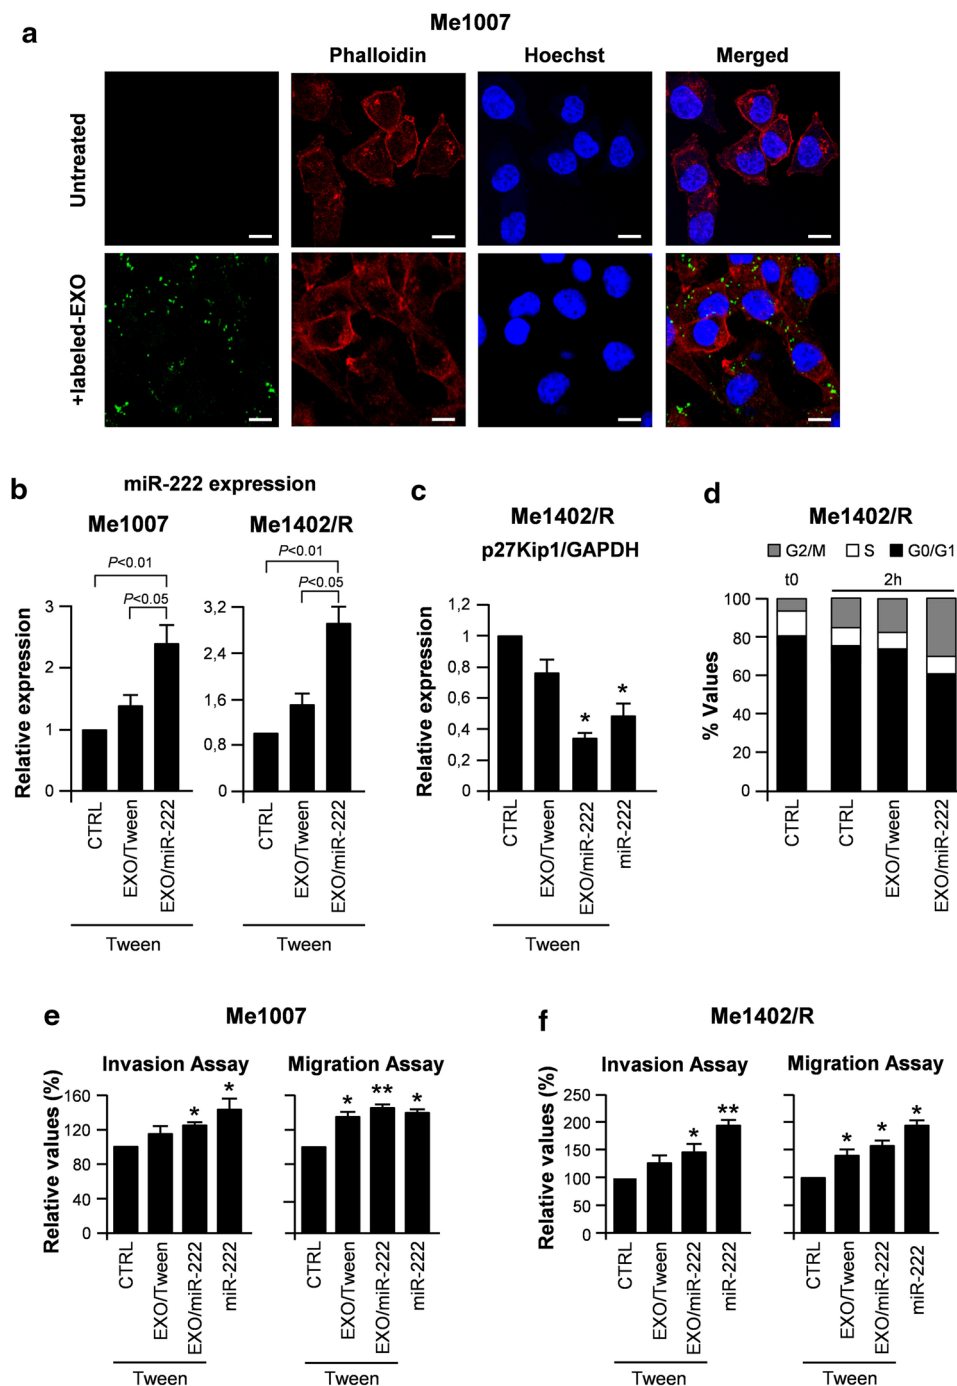 a
Me1007
Phalloidin Hoechst Merged
Untreated
+labeled-EXO
b
miR-222 expression
Me1007
Me1402/R
P<0.01
P<0.05
P<0.01
P<0.05
Relative expression
3
2
1
0
3,2
2,4
1,6
0,8
0
CTRL
EXO/Tween
EXO/miR-222
Tween
CTRL
EXO/Tween
EXO/miR-222
Tween
c
Me1402/R
p27Kip1/GAPDH
Relative expression
1,2
1
0,8
0,6
0,4
0,2
0
*
*
CTRL
EXO/Tween
EXO/miR-222
miR-222
Tween
d
Me1402/R
G2/M S G0/G1
t0 2h
% Values
100
80
60
40
20
0
CTRL
CTRL
EXO/Tween
EXO/miR-222
e
Me1007
Invasion Assay
Migration Assay
Relative values (%)
160
120
80
40
0
*
*
*
**
*
CTRL
EXO/Tween
EXO/miR-222
miR-222
Tween
CTRL
EXO/Tween
EXO/miR-222
miR-222
Tween
f
Me1402/R
Invasion Assay
Migration Assay
Relative values (%)
250
200
150
100
50
0
*
**
*
*
*
CTRL
EXO/Tween
EXO/miR-222
miR-222
Tween
CTRL
EXO/Tween
EXO/miR-222
miR-222
Tween